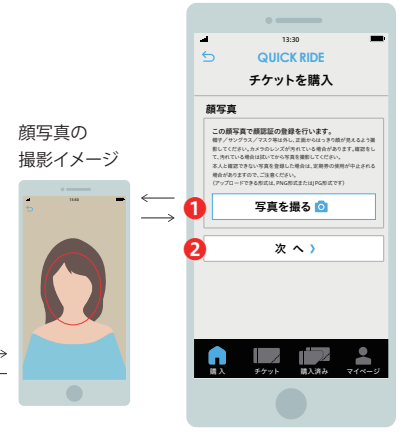 13:30
QUICK RIDE
チケットを購入
顔写真
この顔写真で顔認証の登録を行います。
帽子／サングラス／マスク等は外し、正面からはっきり顔が見えるよう撮
影してください。カメラのレンズが汚れている場合があります。確認をし
て、汚れている場合は拭いてから写真を撮影してください。
本人と確認できない写真を登録した場合は、定期券の使用が中止される
場合がありますので、ご注意ください。
(アップロードできる形式は、PNG形式またはJPG形式です)
1 写真を撮る
2 次 へ 》
購 入 チケット 購入済み マイページ
顔写真の
撮影イメージ
13:30